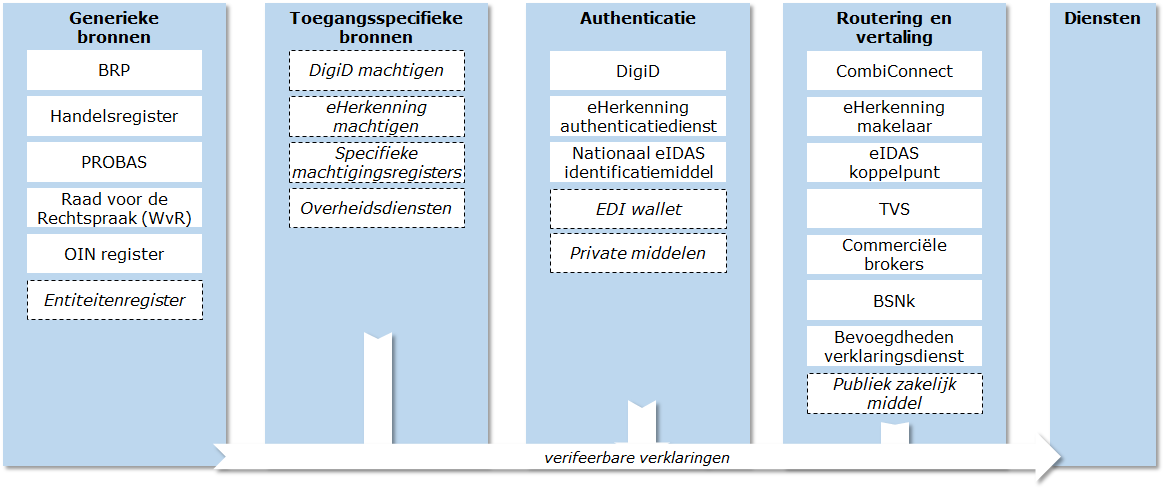 Generieke
bronnen
BRP
Handelsregister
PROBAS
Raad voor de
Rechtspraak (WvR)
OIN register
Entiteitenregister
Toegangsspecifieke
bronnen
DigiD machtigen
eHerkenning
machtigen
Specifieke
machtigingsregisters
Overheidsdiensten
Authenticatie
DigiD
eHerkenning
authenticatiedienst
Nationaal eIDAS
identificatiemiddel
EDI wallet
Private middelen
Routering en
vertaling
CombiConnect
eHerkenning
makelaar
eIDAS
koppelpunt
TVS
Commerciële
brokers
BSNk
Bevoegdheden
verklaringsdienst
Publiek zakelijk
middel
Diensten
verifeerbare verklaringen